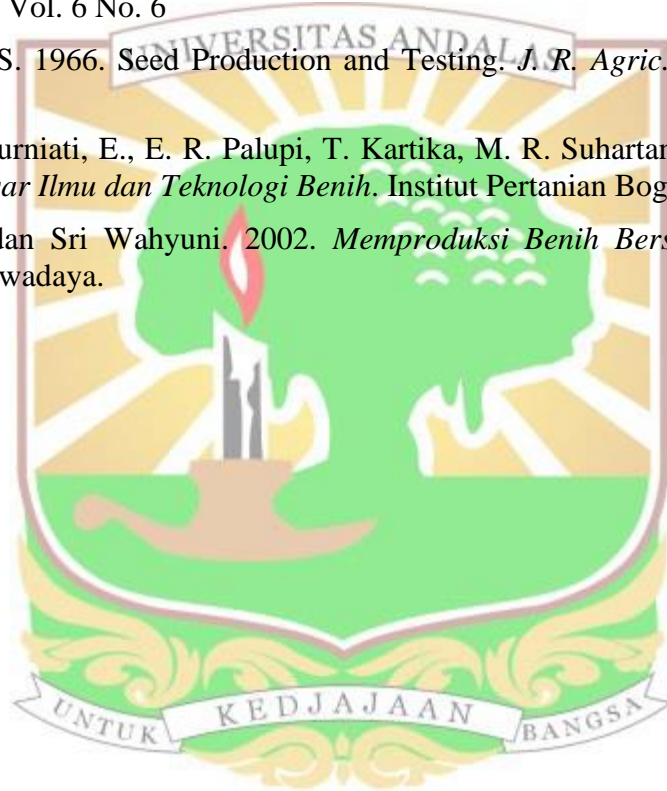 Vol. 6 No. 6
S. 1966. Seed Production and Testing. J. R. Agric.
urniati, E., E. R. Palupi, T. Kartika, M. R. Suhartan
ar Ilmu dan Teknologi Benih. Institut Pertanian Bog
dan Sri Wahyuni. 2002. Memproduksi Benih Bers
wadaya.
UNIVERSITAS ANDALAS
UNTUK KEDJAJAAN BANGSA